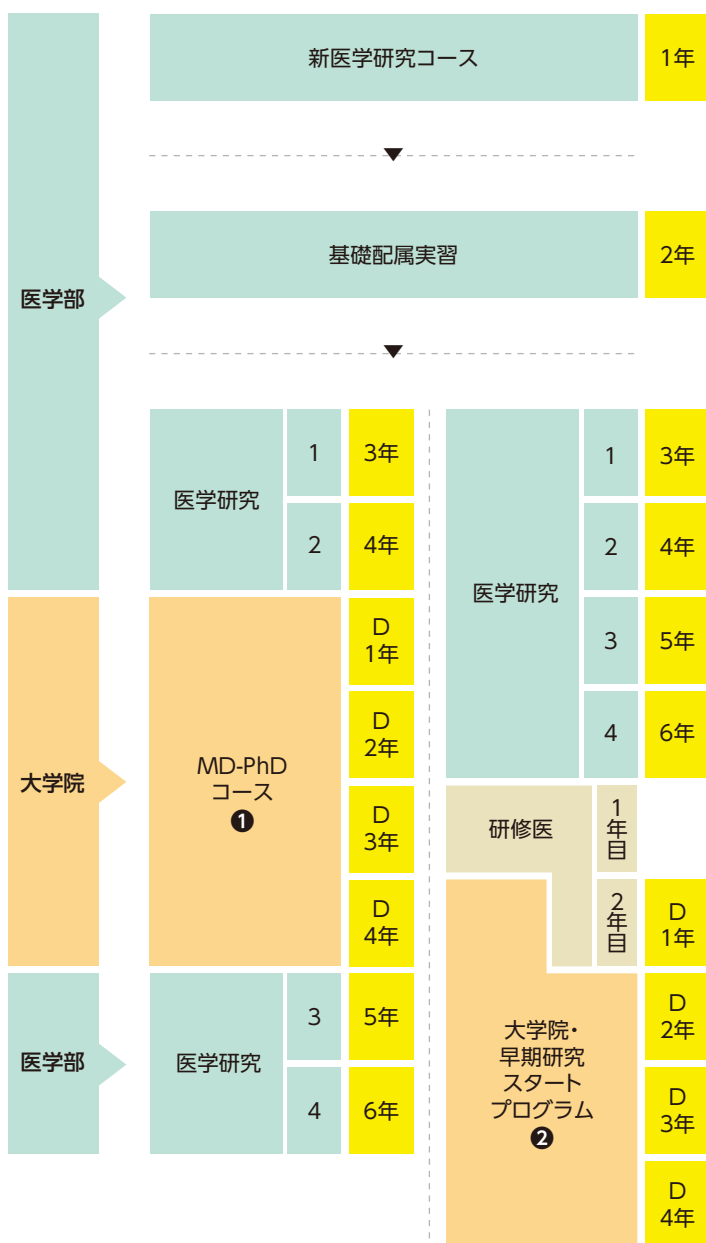 新医学研究コース
1年
基礎配属実習
2年
医学部
医学研究
1
3年
2
4年
大学院
MD-PhD
コース
❶
D
1年
D
2年
D
3年
D
4年
医学部
医学研究
3
5年
4
6年
医学研究
1
3年
2
4年
3
5年
4
6年
研修医
1年目
2年目
D
1年
大学院・
早期研究
スタート
プログラム
❷
D
2年
D
3年
D
4年